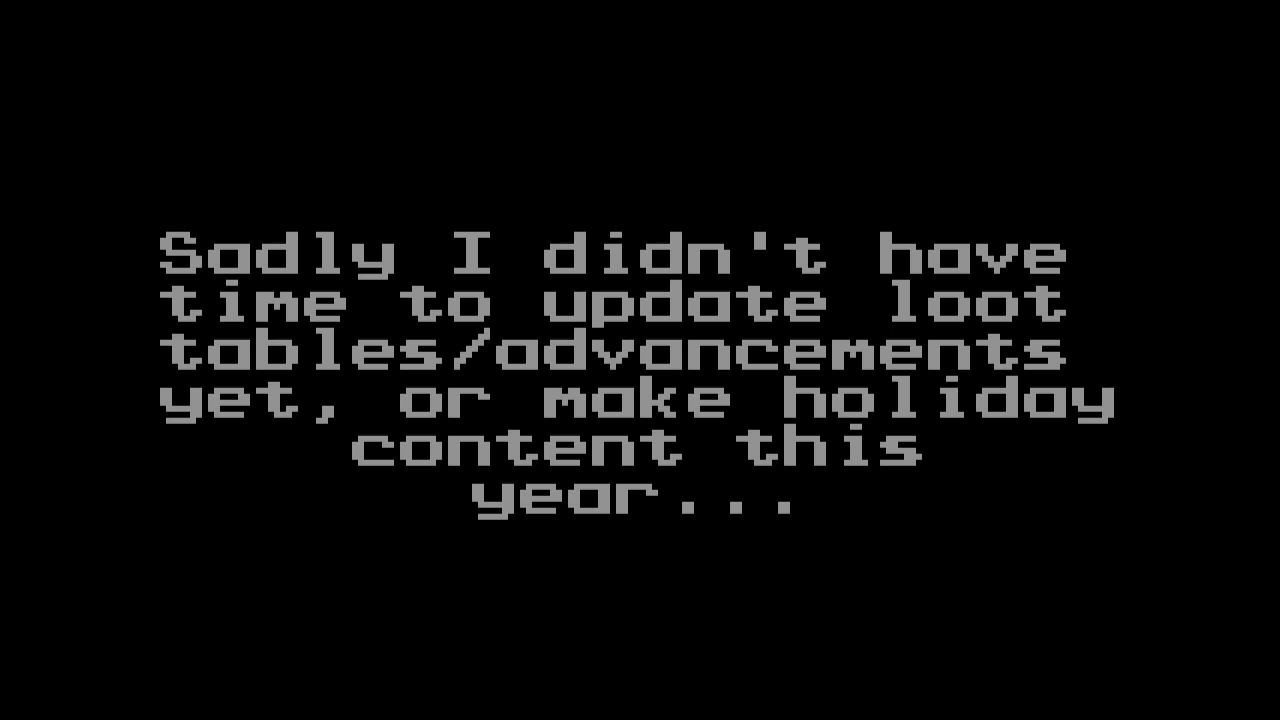 Sadly I didn't have
time to update loot
tables/advancements
yet, or make holiday
content this
year...